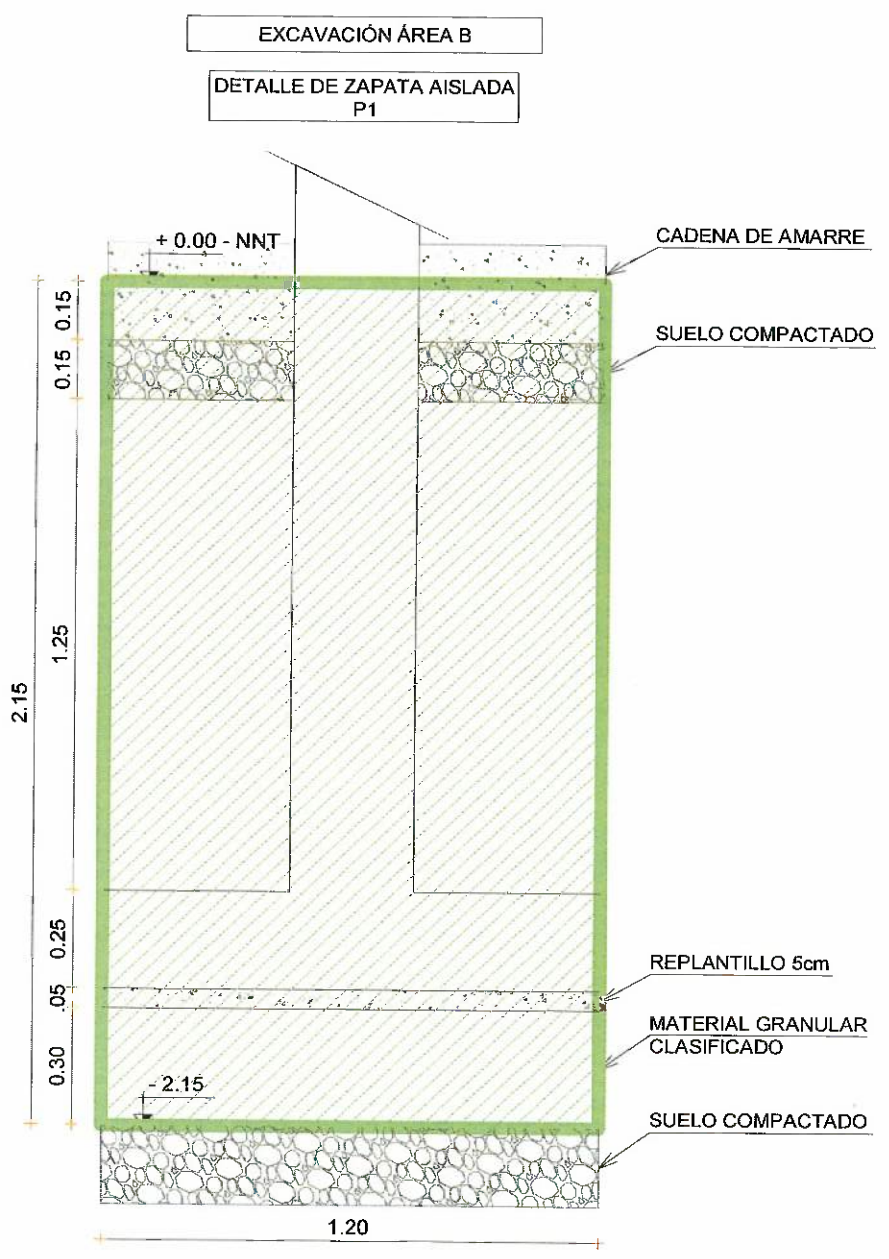 EXCAVACIÓN ÁREA B
DETALLE DE ZAPATA AISLADA
P1
+ 0.00 - NNT
CADENA DE AMARRE
SUELO COMPACTADO
0.15
0.15
1.25
2.15
0.25
.05
0.30
REPLANTILLO 5cm
MATERIAL GRANULAR
CLASIFICADO
- 2.15
SUELO COMPACTADO
1.20